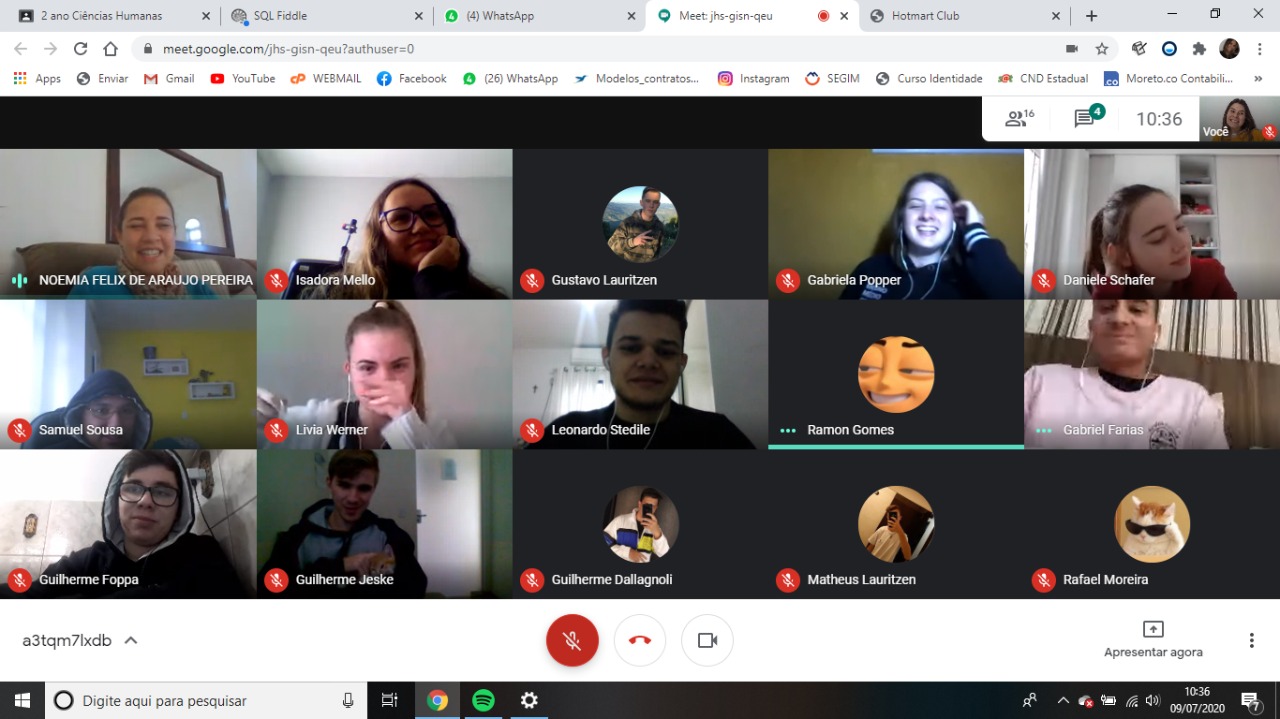 2 ano Ciências Humanas
SQL Fiddle
(4) WhatsApp
Meet: jhs-gisn-qeu
Hotmart Club
meet.google.com/jhs-gisn-qeu?authuser=0
Apps
Enviar
Gmail
YouTube
WEBMAIL
Facebook
(26) WhatsApp
Modelos_contratos...
Instagram
SEGIM
Curso Identidade
CND Estadual
Moreto.co Contabili...
16
4
10:36
Você
NOEMIA FELIX DE ARAUJO PEREIRA
Isadora Mello
Gustavo Lauritzen
Gabriela Popper
Daniele Schafer
Samuel Sousa
Livia Werner
Leonardo Stedile
Ramon Gomes
Gabriel Farias
Guilherme Foppa
Guilherme Jeske
Guilherme Dallagnoli
Matheus Lauritzen
Rafael Moreira
a3tqm7lxdb
Apresentar agora
Digite aqui para pesquisar
10:36
09/07/2020
7